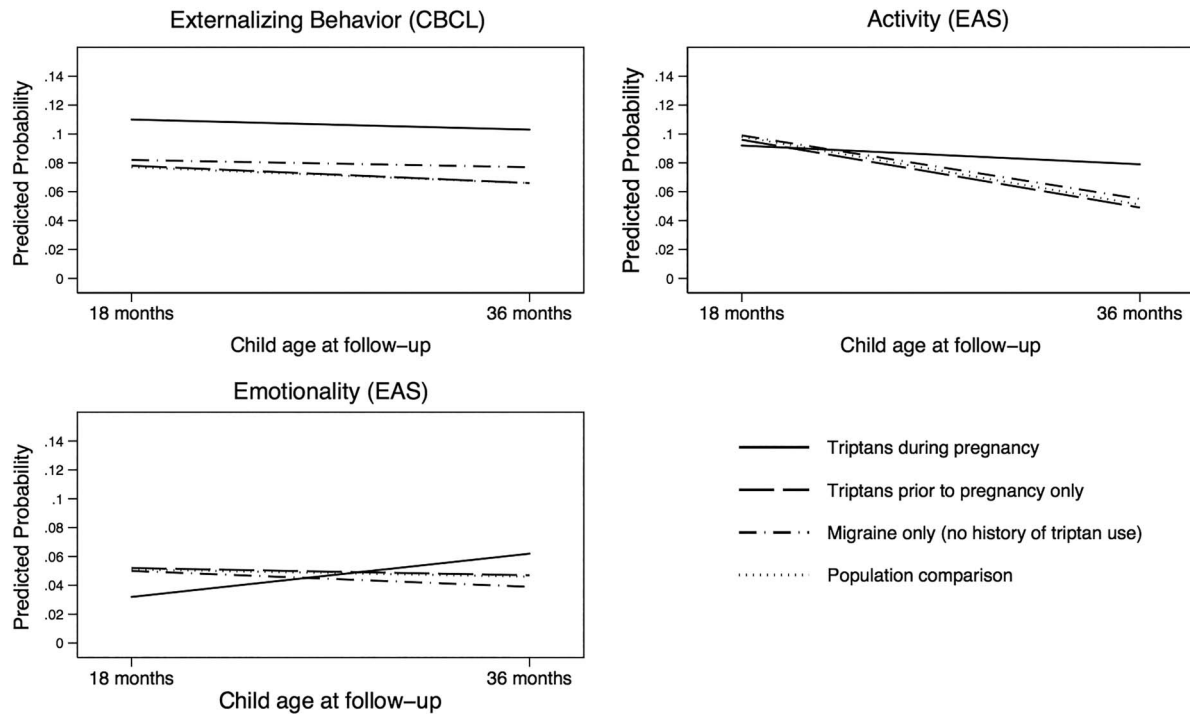 Externalizing Behavior (CBCL)
Predicted Probability
.14
.12
.1
.08
.06
.04
.02
0
18 months
36 months
Child age at follow–up
Activity (EAS)
Predicted Probability
.14
.12
.1
.08
.06
.04
.02
0
18 months
36 months
Child age at follow–up
Emotionality (EAS)
Predicted Probability
.14
.12
.1
.08
.06
.04
.02
0
18 months
36 months
Child age at follow–up
Triptans during pregnancy
Triptans prior to pregnancy only
Migraine only (no history of triptan use)
Population comparison